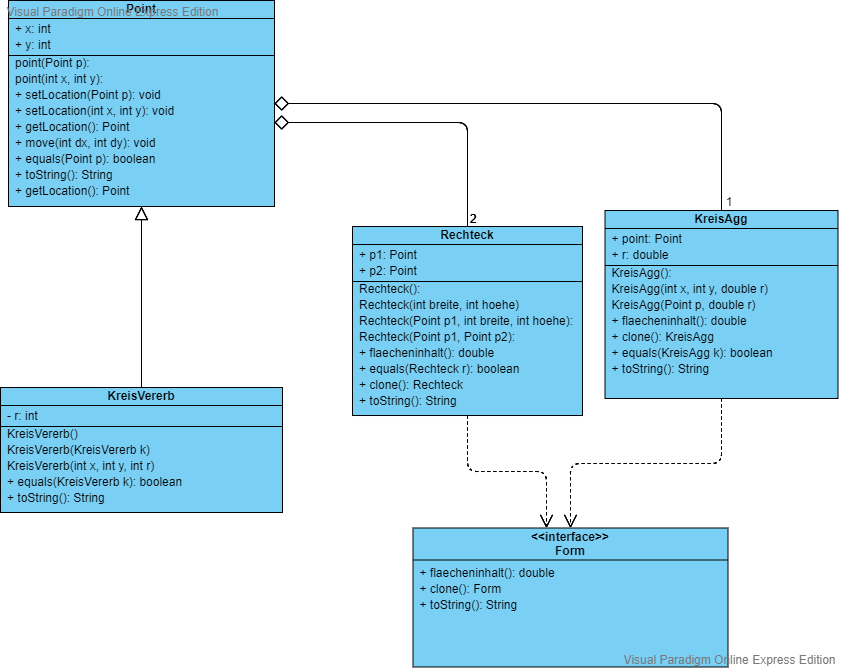 Visual Paradigm Online Express Edition
Point
+ x: int
+ y: int
point(Point p):
point(int x, int y):
+ setLocation(Point p): void
+ setLocation(int x, int y): void
+ getLocation(): Point
+ move(int dx, int dy): void
+ equals(Point p): boolean
+ toString(): String
+ getLocation(): Point
2
Rechteck
+ p1: Point
+ p2: Point
Rechteck():
Rechteck(int breite, int hoehe)
Rechteck(Point p1, int breite, int hoehe):
Rechteck(Point p1, Point p2):
+ flaecheninhalt(): double
+ equals(Rechteck r): boolean
+ clone(): Rechteck
+ toString(): String
1
KreisAgg
+ point: Point
+ r: double
KreisAgg():
KreisAgg(int x, int y, double r)
KreisAgg(Point p, double r)
+ flaecheninhalt(): double
+ clone(): KreisAgg
+ equals(KreisAgg k): boolean
+ toString(): String
KreisVererb
- r: int
KreisVererb()
KreisVererb(KreisVererb k)
KreisVererb(int x, int y, int r)
+ equals(KreisVererb k): boolean
+ toString(): String
<<interface>>
Form
+ flaecheninhalt(): double
+ clone(): Form
+ toString(): String
Visual Paradigm Online Express Edition